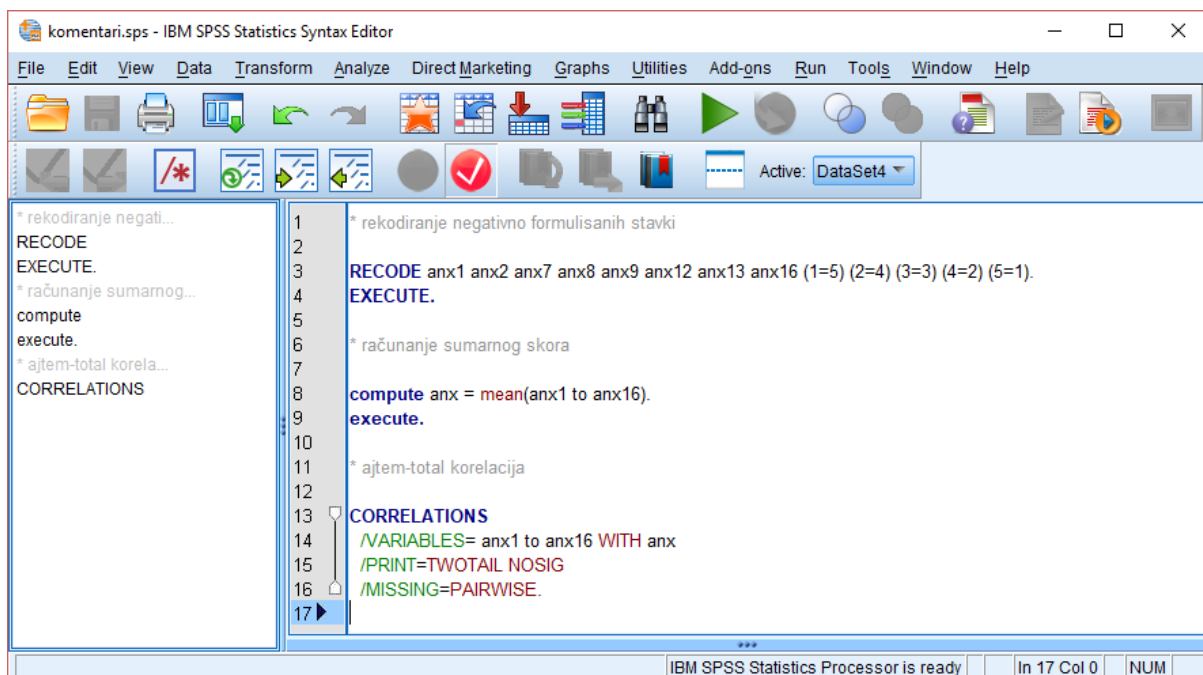 komentari.sps - IBM SPSS Statistics Syntax Editor
File Edit View Data Transform Analyze Direct Marketing Graphs Utilities Add-ons Run Tools Window Help
/*
Active: DataSet4
* rekodiranje negati...
RECODE
EXECUTE.
* računanje sumarnog...
compute
execute.
* ajtem-total korela...
CORRELATIONS
1 * rekodiranje negativno formulisanih stavki
2
3 RECODE anx1 anx2 anx7 anx8 anx9 anx12 anx13 anx16 (1=5) (2=4) (3=3) (4=2) (5=1).
4 EXECUTE.
5
6 * računanje sumarnog skora
7
8 compute anx = mean(anx1 to anx16).
9 execute.
10
11 * ajtem-total korelacija
12
13 CORRELATIONS
14 /VARIABLES= anx1 to anx16 WITH anx
15 /PRINT=TWOTAIL NOSIG
16 /MISSING=PAIRWISE.
17
IBM SPSS Statistics Processor is ready In 17 Col 0 NUM